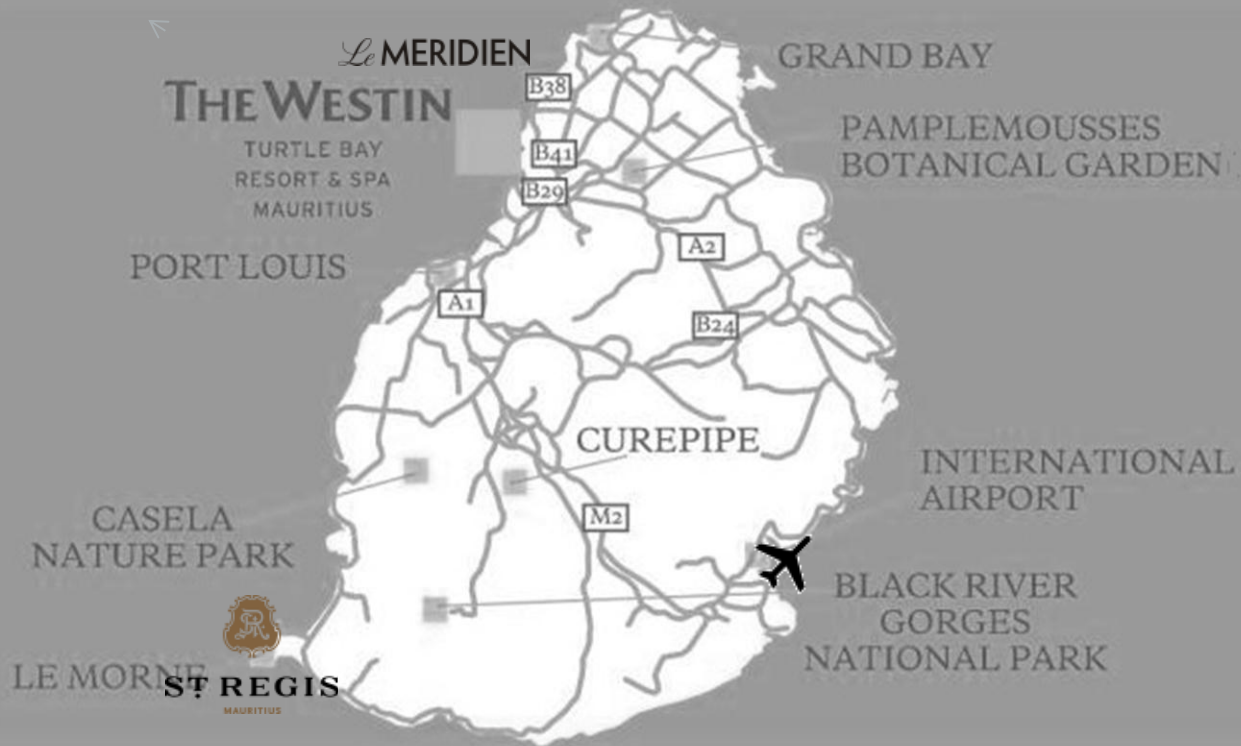 Le MERIDIEN
GRAND BAY
THE WESTIN
TURTLE BAY
RESORT & SPA
MAURITIUS
B38
B41
B29
PAMPLEMOUSSES
BOTANICAL GARDEN
PORT LOUIS
A2
A1
B24
CUREPIPE
INTERNATIONAL
AIRPORT
CASELA
NATURE PARK
M2
BLACK RIVER
GORGES
NATIONAL PARK
SR
LE MORNE
ST REGIS
MAURITIUS